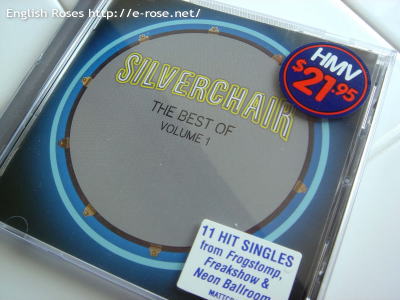 English Roses http://e-rose.net/
SILVERCHAIR
THE BEST OF
VOLUME 1
HMV
$21.95
11 HIT SINGLES
from Frogstomp,
Freakshow &
Neon Ballroom